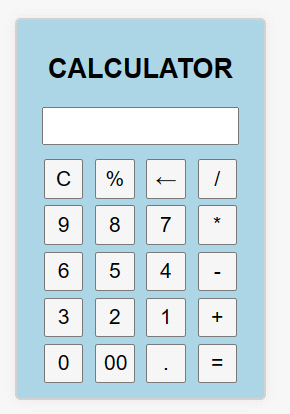 CALCULATOR
C % ← /
9 8 7 *
6 5 4 -
3 2 1 +
0 00 . =